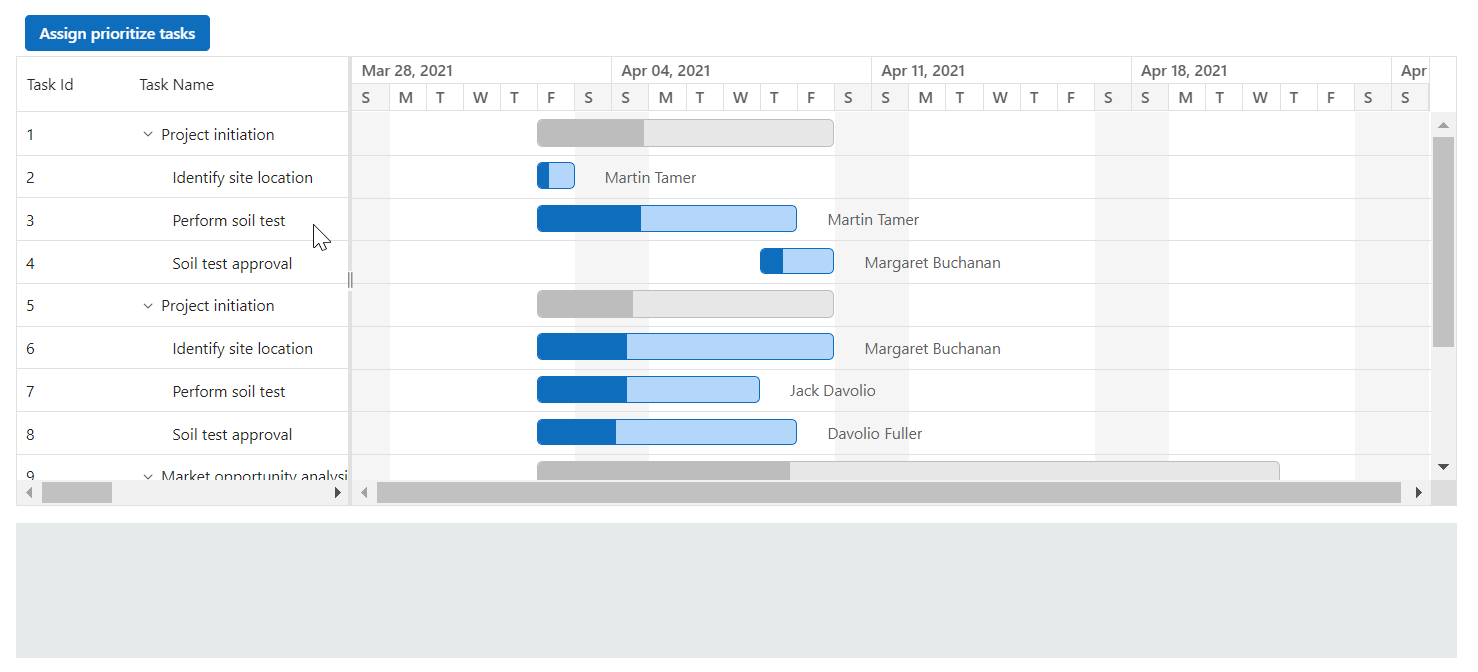 Assign prioritize tasks
Task Id Task Name Mar 28, 2021 Apr 04, 2021 Apr 11, 2021 Apr 18, 2021 Apr
S M T W T F S S M T W T F S S M T W T F S S M T W T F S S
1 Project initiation
2 Identify site location Martin Tamer
3 Perform soil test Martin Tamer
4 Soil test approval Margaret Buchanan
5 Project initiation
6 Identify site location Margaret Buchanan
7 Perform soil test Jack Davolio
8 Soil test approval Davolio Fuller
9 Market opportunity analysi